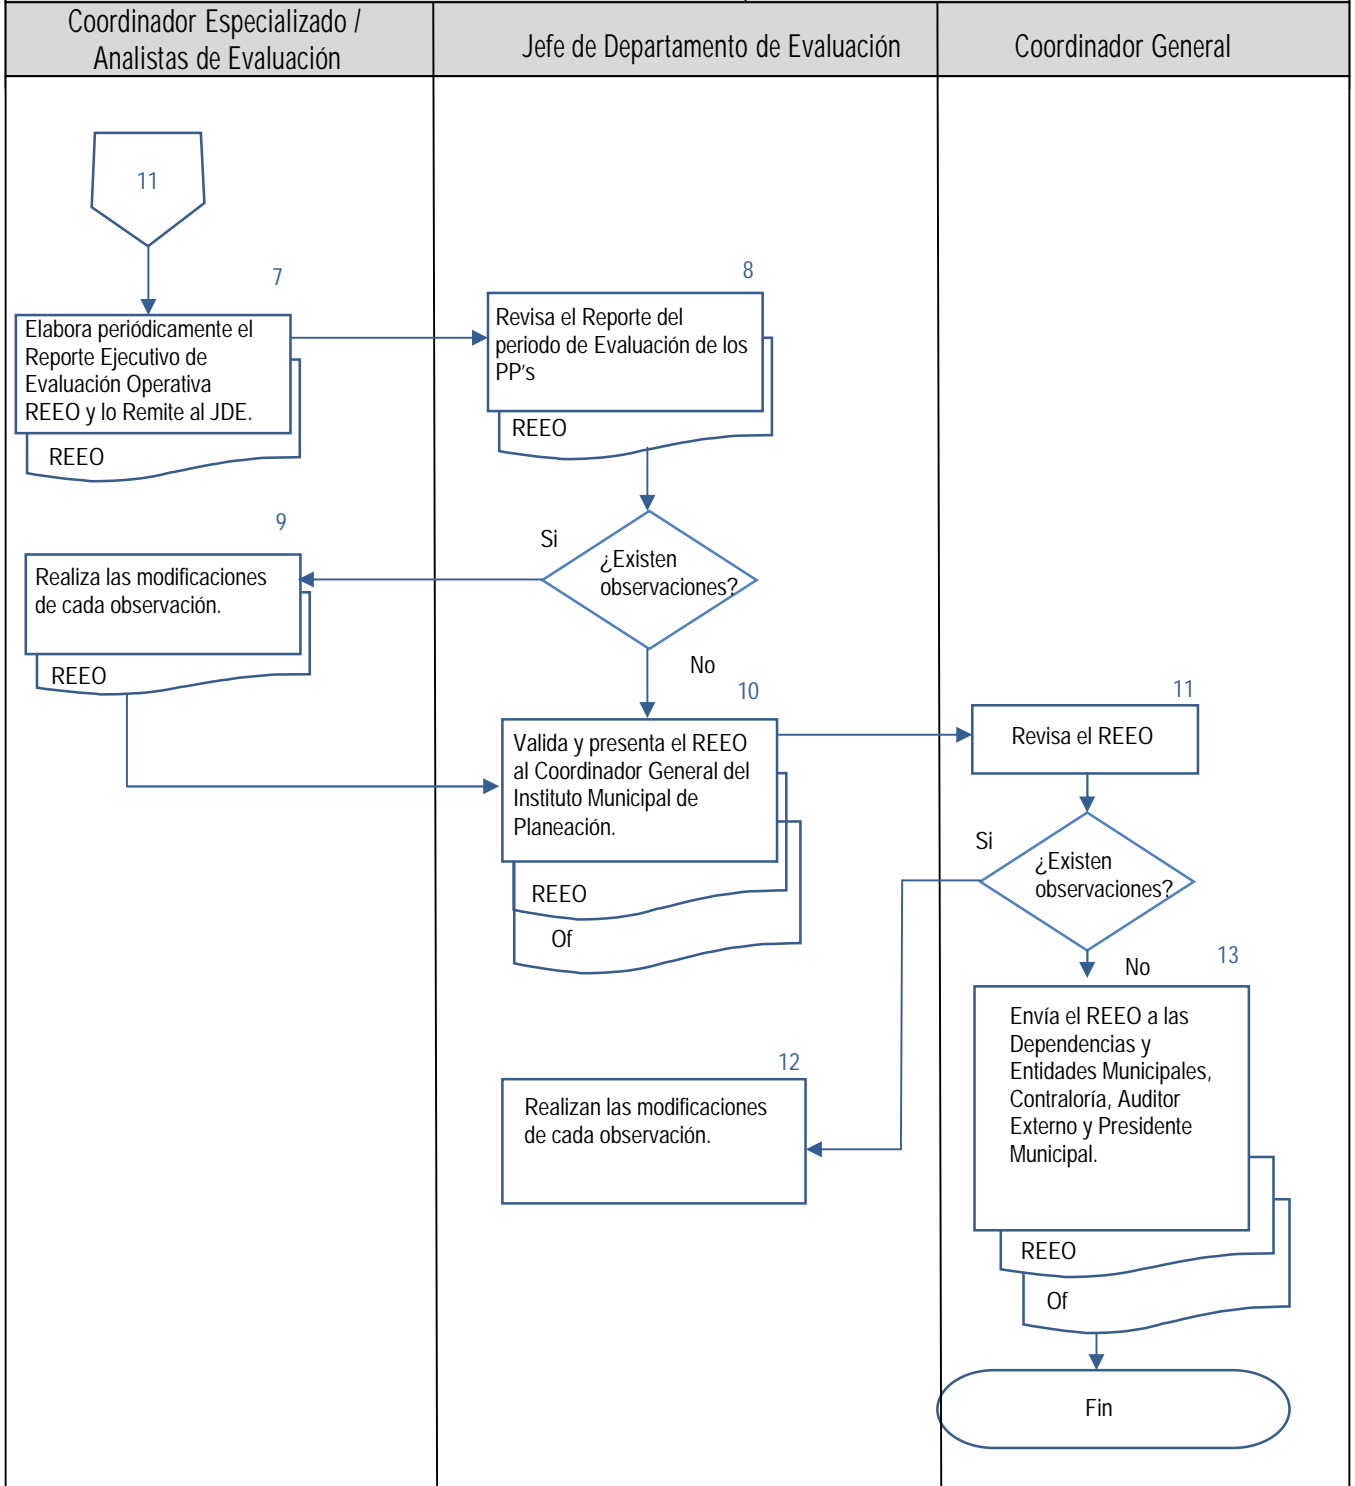 Coordinador Especializado /
Analistas de Evaluación
Jefe de Departamento de Evaluación
Coordinador General
11
7
Elabora periódicamente el
Reporte Ejecutivo de
Evaluación Operativa
REEO y lo Remite al JDE.
REEO
8
Revisa el Reporte del
periodo de Evaluación de los
PP's
REEO
Si
¿Existen
observaciones?
No
9
Realiza las modificaciones
de cada observación.
REEO
10
Valida y presenta el REEO
al Coordinador General del
Instituto Municipal de
Planeación.
REEO
Of
11
Revisa el REEO
Si
¿Existen
observaciones?
No
12
Realizan las modificaciones
de cada observación.
13
Envía el REEO a las
Dependencias y
Entidades Municipales,
Contraloría, Auditor
Externo y Presidente
Municipal.
REEO
Of
Fin